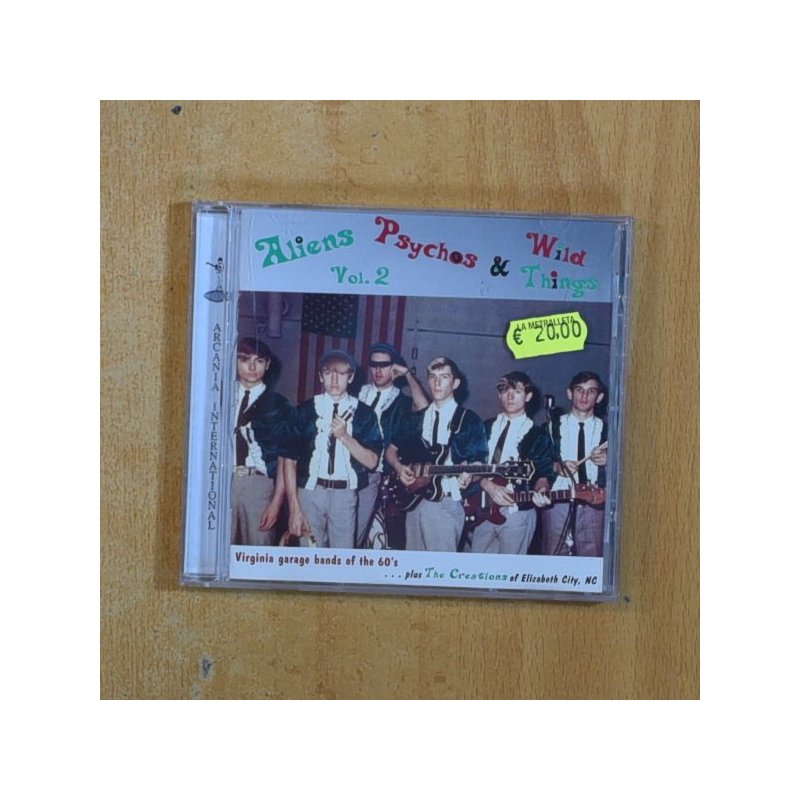 Aliens Psychos & Wild Things
Vol. 2
LA METRALLETA
€ 20.00
ARCANIA INTERNATIONAL
Virginia garage bands of the 60's
...plus The Creations of Elizabeth City, NC